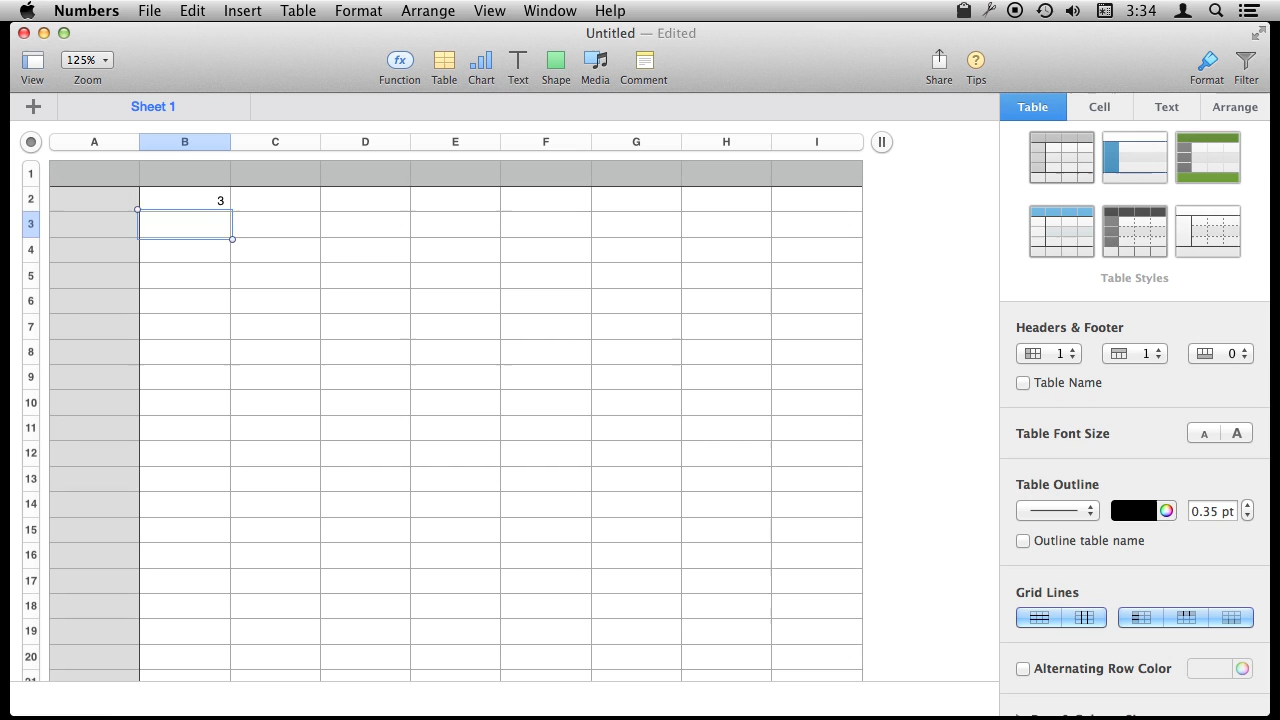 Numbers File Edit Insert Table Format Arrange View Window Help 3:34
Untitled — Edited
125%
View Zoom fx Function Table Chart T Text Shape Media Comment Share ? Tips Format Filter
Sheet 1
Table Cell Text Arrange
A B C D E F G H I
1
2 3
3
4
5
6
7
8
9
10
11
12
13
14
15
16
17
18
19
20
21
Table Styles
Headers & Footer
1 1 0
Table Name
Table Font Size A A
Table Outline
0.35 pt
Outline table name
Grid Lines
Alternating Row Color